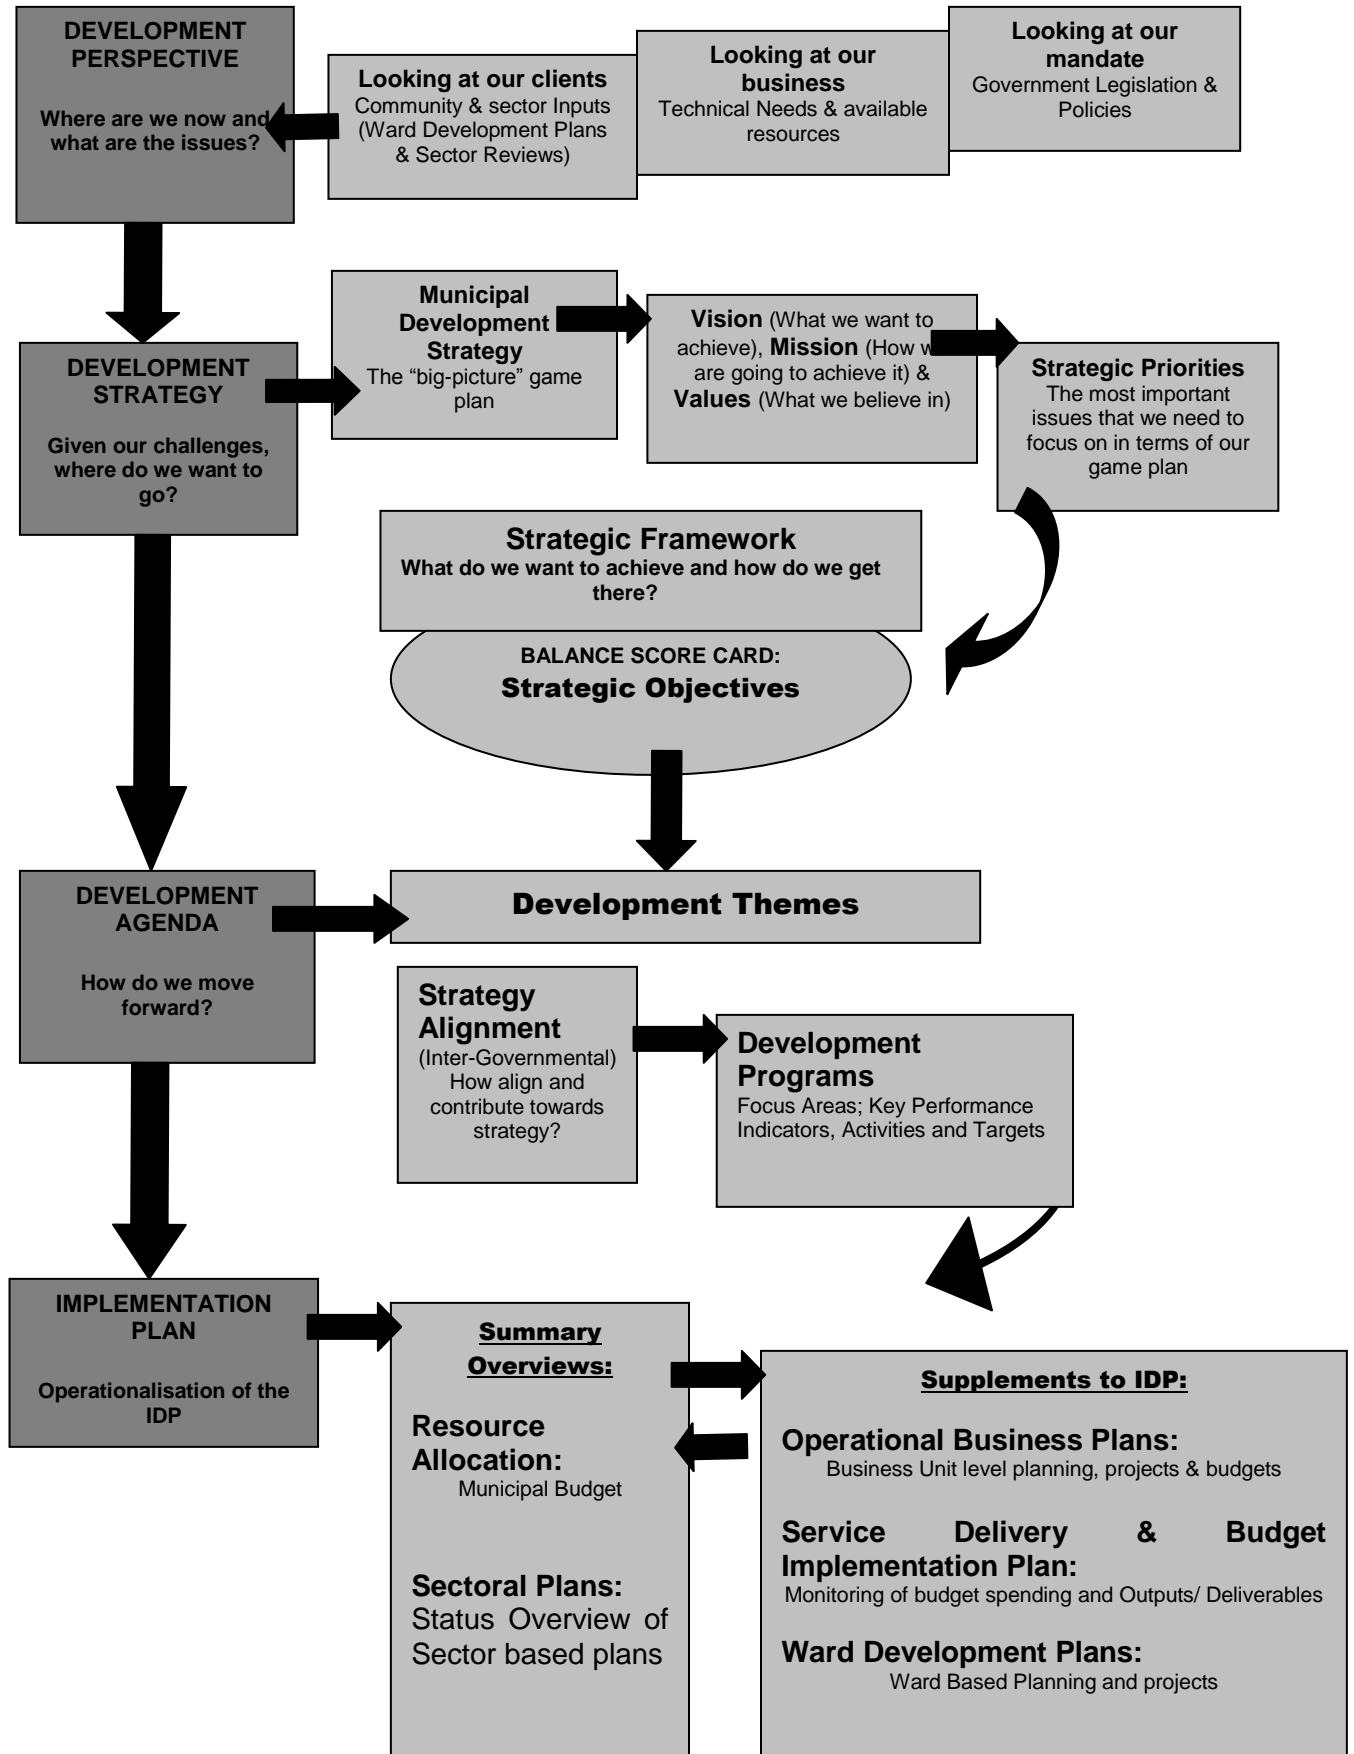 DEVELOPMENT
PERSPECTIVE
Where are we now and
what are the issues?
Looking at our clients
Community & sector Inputs
(Ward Development Plans
& Sector Reviews)
Looking at our
business
Technical Needs & available
resources
Looking at our
mandate
Government Legislation &
Policies
DEVELOPMENT
STRATEGY
Given our challenges,
where do we want to
go?
Municipal
Development
Strategy
The “big-picture” game
plan
Vision (What we want to
achieve), Mission (How w
are going to achieve it) &
Values (What we believe in)
Strategic Priorities
The most important
issues that we need to
focus on in terms of our
game plan
Strategic Framework
What do we want to achieve and how do we get
there?
BALANCE SCORE CARD:
Strategic Objectives
DEVELOPMENT
AGENDA
How do we move
forward?
Development Themes
Strategy
Alignment
(Inter-Governmental)
How align and
contribute towards
strategy?
Development
Programs
Focus Areas; Key Performance
Indicators, Activities and Targets
IMPLEMENTATION
PLAN
Operationalisation of the
IDP
Summary
Overviews:
Resource
Allocation:
Municipal Budget
Sectoral Plans:
Status Overview of
Sector based plans
Supplements to IDP:
Operational Business Plans:
Business Unit level planning, projects & budgets
Service Delivery & Budget
Implementation Plan:
Monitoring of budget spending and Outputs/ Deliverables
Ward Development Plans:
Ward Based Planning and projects